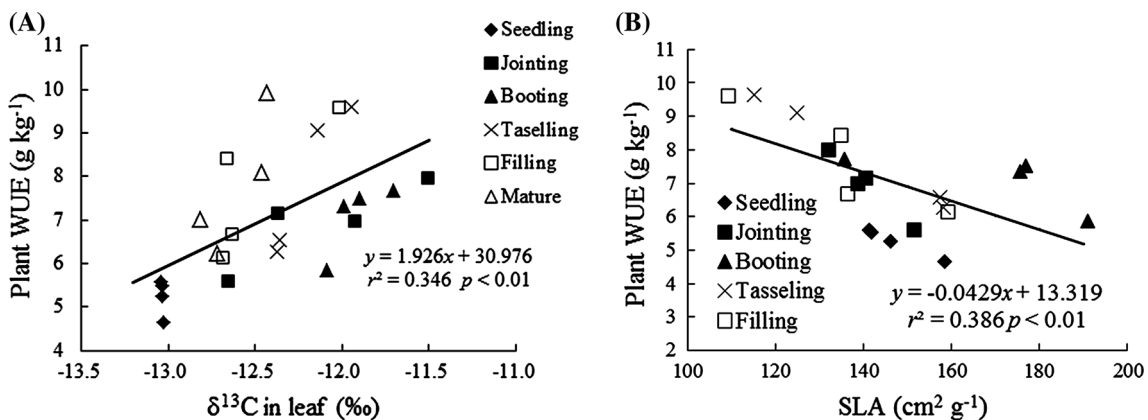 (A)
Plant WUE (g kg-1)
11
10
9
8
7
6
5
4
-13.5 -13.0 -12.5 -12.0 -11.5 -11.0
δ13C in leaf (‰)
Seedling
Jointing
Booting
Taselling
Filling
Mature
y = 1.926x + 30.976
r² = 0.346 p < 0.01
(B)
Plant WUE (g kg-1)
11
10
9
8
7
6
5
4
3
2
100 120 140 160 180 200
SLA (cm² g-1)
Seedling
Jointing
Booting
Tasseling
Filling
y = -0.0429x + 13.319
r² = 0.386 p < 0.01